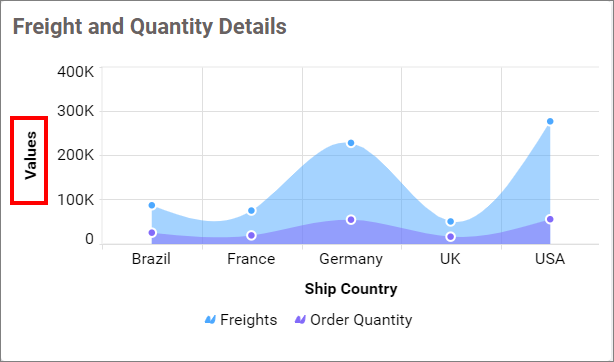 Freight and Quantity Details
400K
300K
200K
100K
0
Values
Brazil France Germany UK USA
Ship Country
Freights Order Quantity